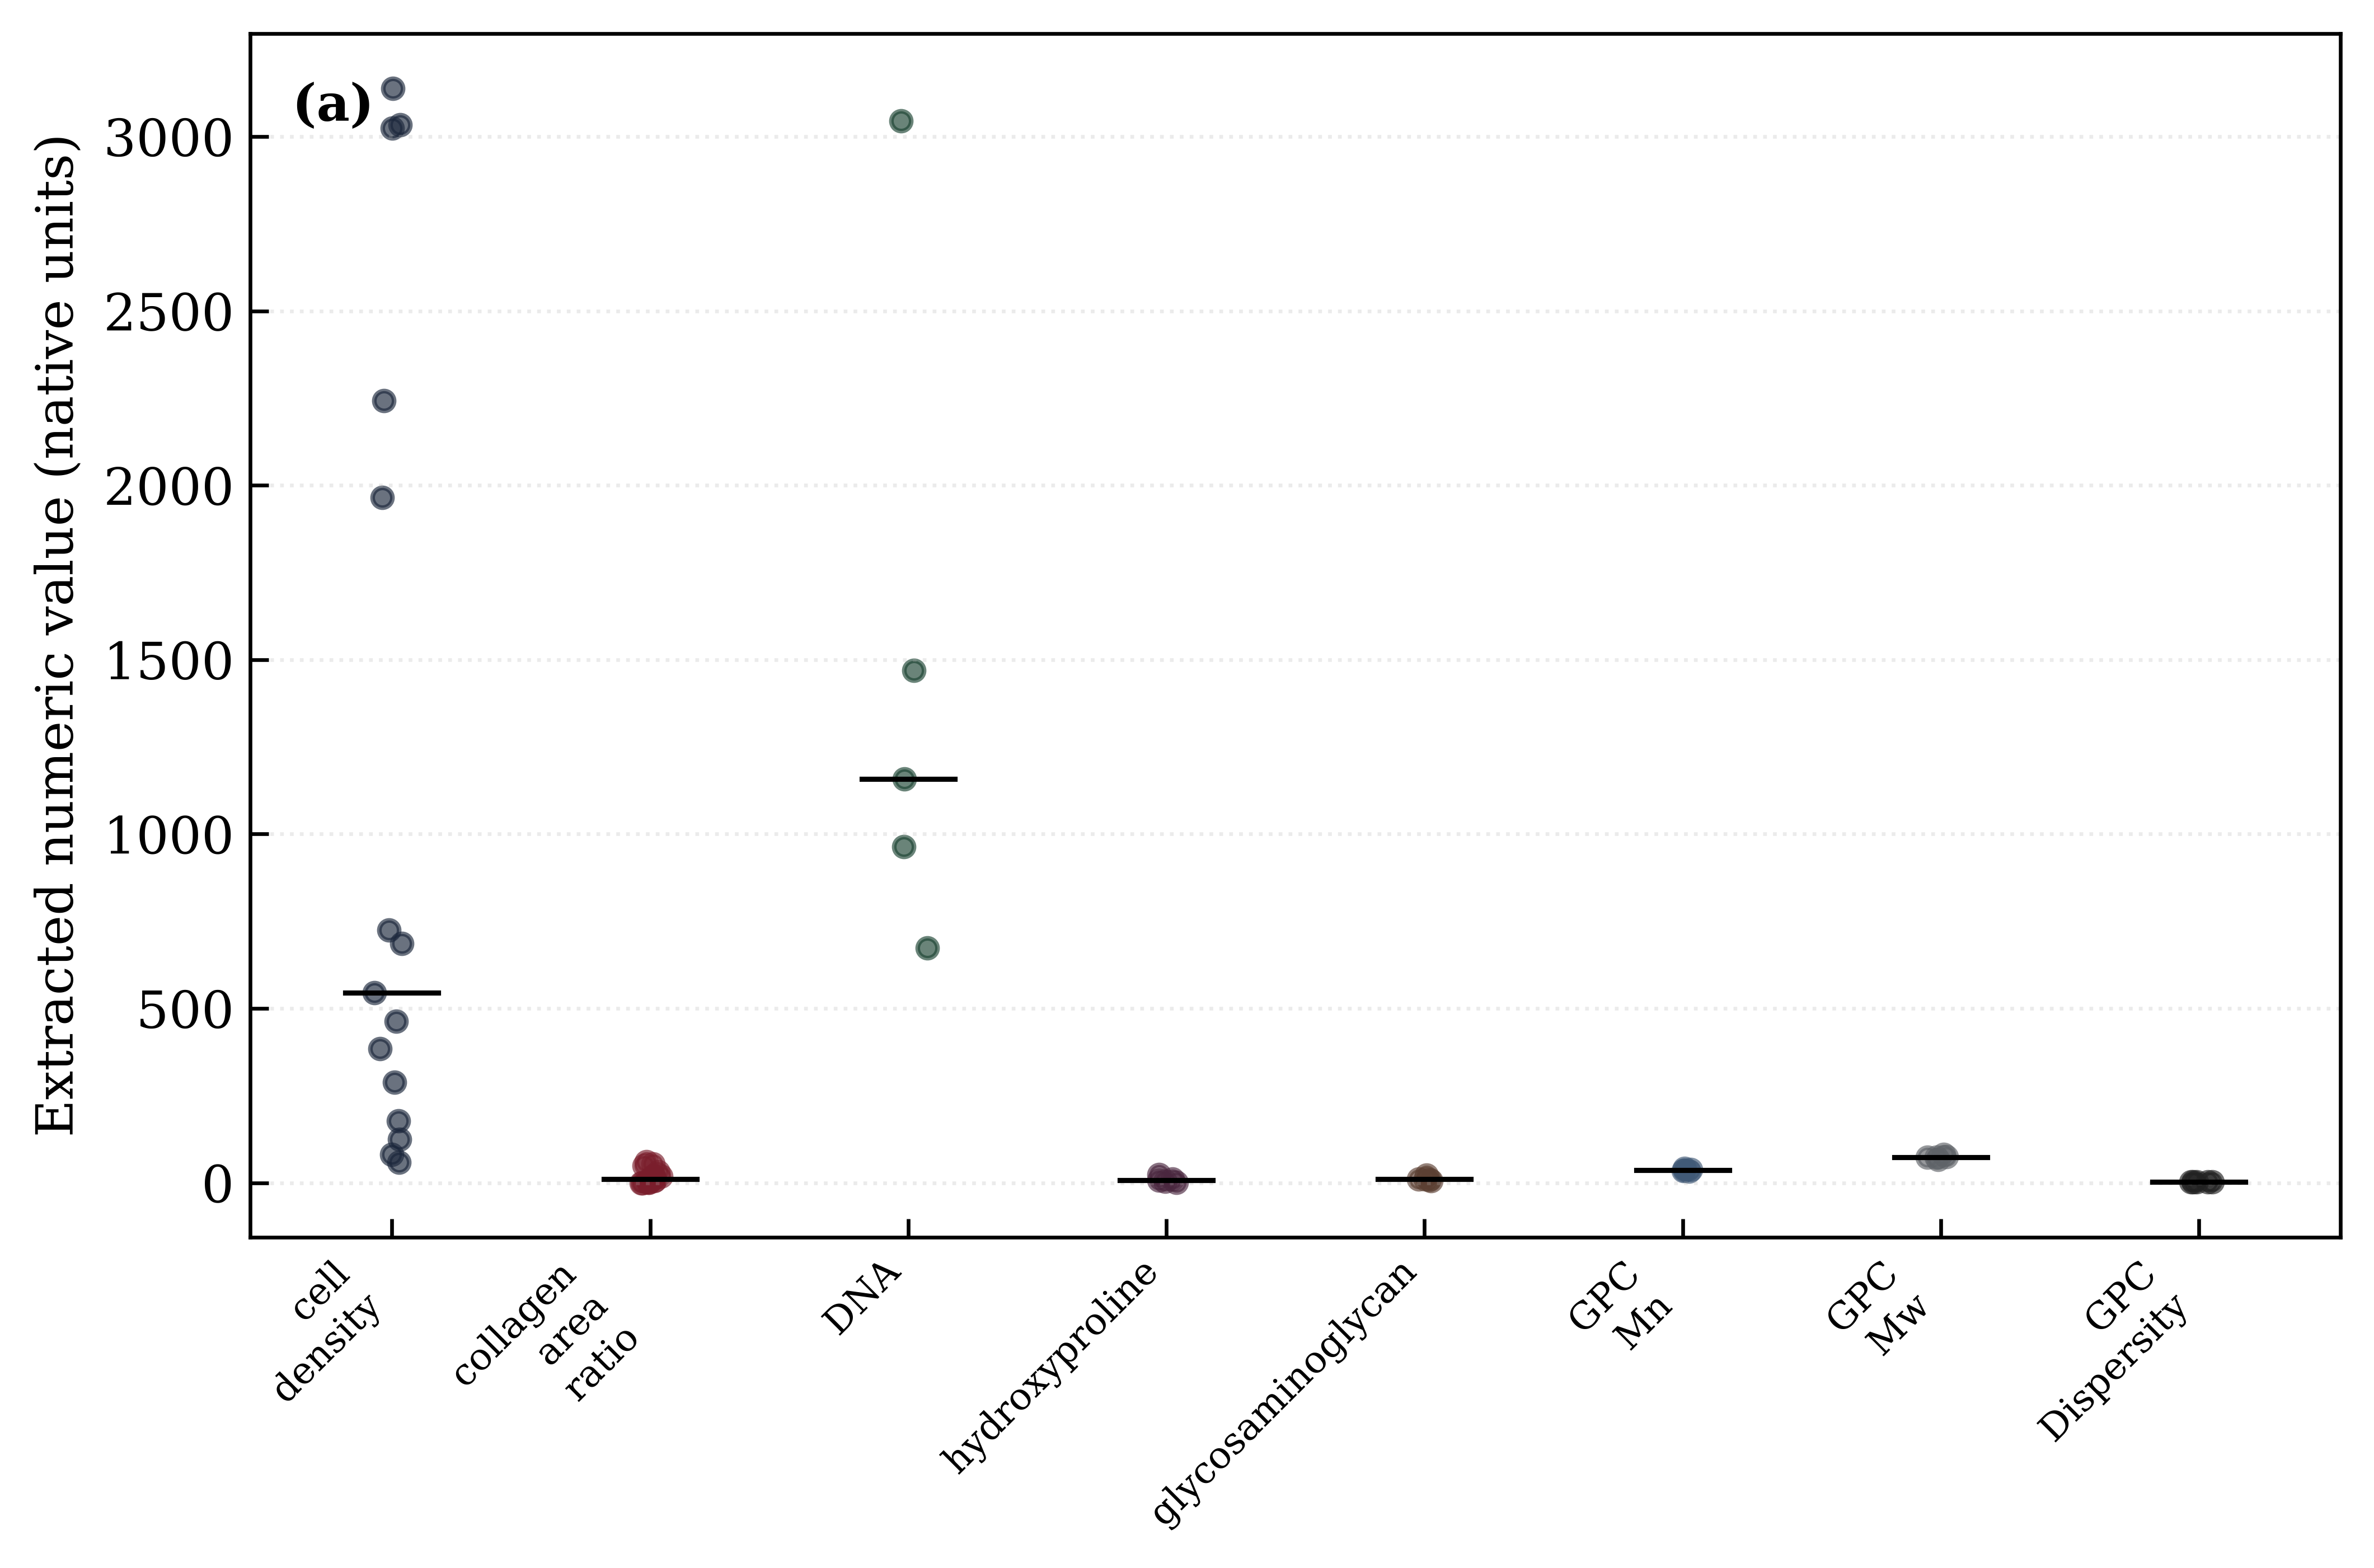 (a)
Extracted numeric value (native units)
3000
2500
2000
1500
1000
500
0
cell
density
collagen
area
ratio
DNA
hydroxyproline
glycosaminoglycan
GPC
Mn
GPC
Mw
GPC
Dispersity